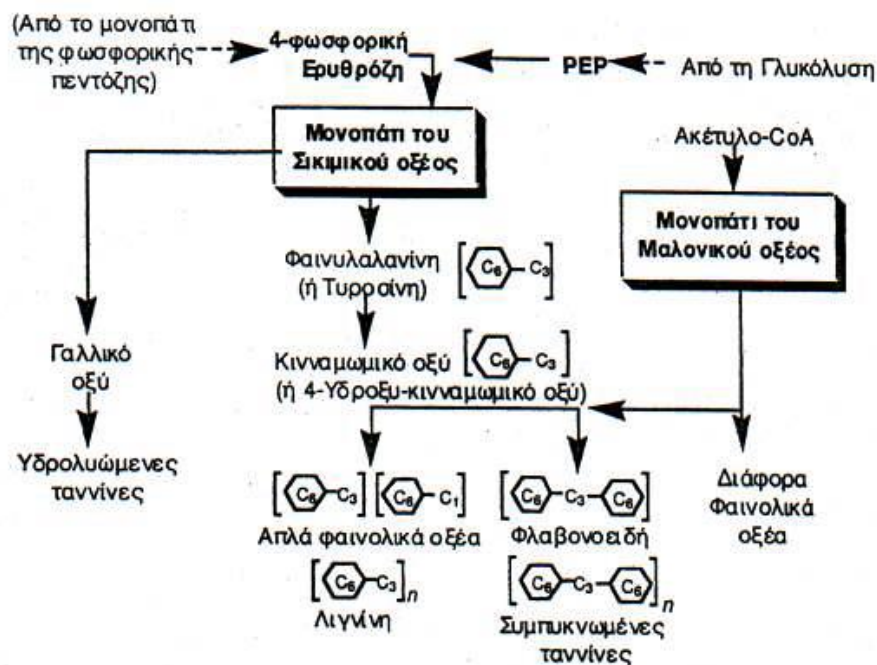 (Από το μονοπάτι
της φωσφορικής
πεντόζης)
4-φωσφορική
Ερυθρόζη
PEP
Από τη Γλυκόλυση
Μονοπάτι του
Σικιμικού οξέος
Ακέτυλο-CoA
Μονοπάτι του
Μαλονικού οξέος
Φαινυλαλανίνη
(ή Τυροσίνη)
C6 C3
Γαλλικό
οξύ
Κινναμωμικό οξύ
C6 C3
(ή 4-Υδροξυ-κινναμωμικό οξύ)
Υδρολυώμενες
ταννίνες
C6 C3 C6 C1
Απλά φαινολικά οξέα
C6 C3 n
Λιγνίνη
C6 C3 C6
Φλαβονοειδή
C6 C3 C6 n
Συμπυκνωμένες
ταννίνες
Διάφορα
Φαινολικά
οξέα